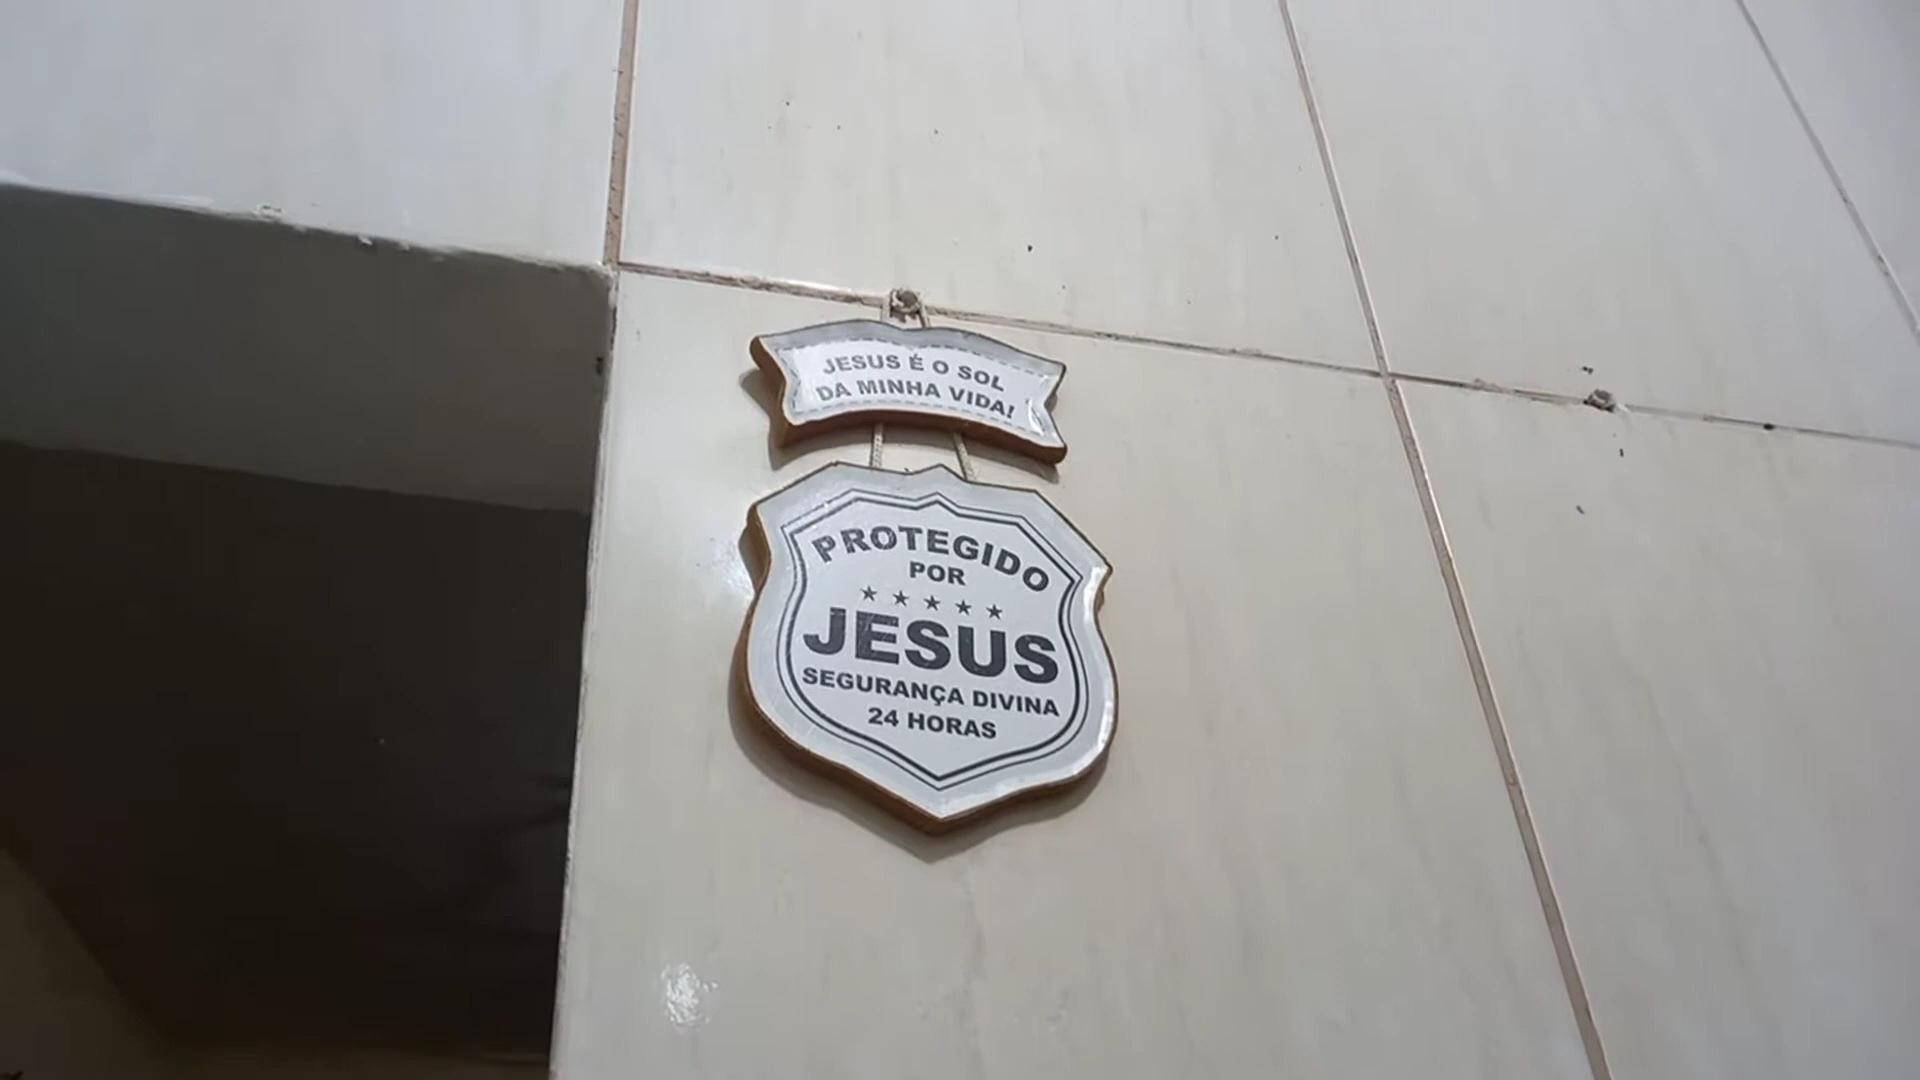 JESUS É O SOL
DA MINHA VIDA!
PROTEGIDO
POR
JESUS
SEGURANÇA DIVINA
24 HORAS